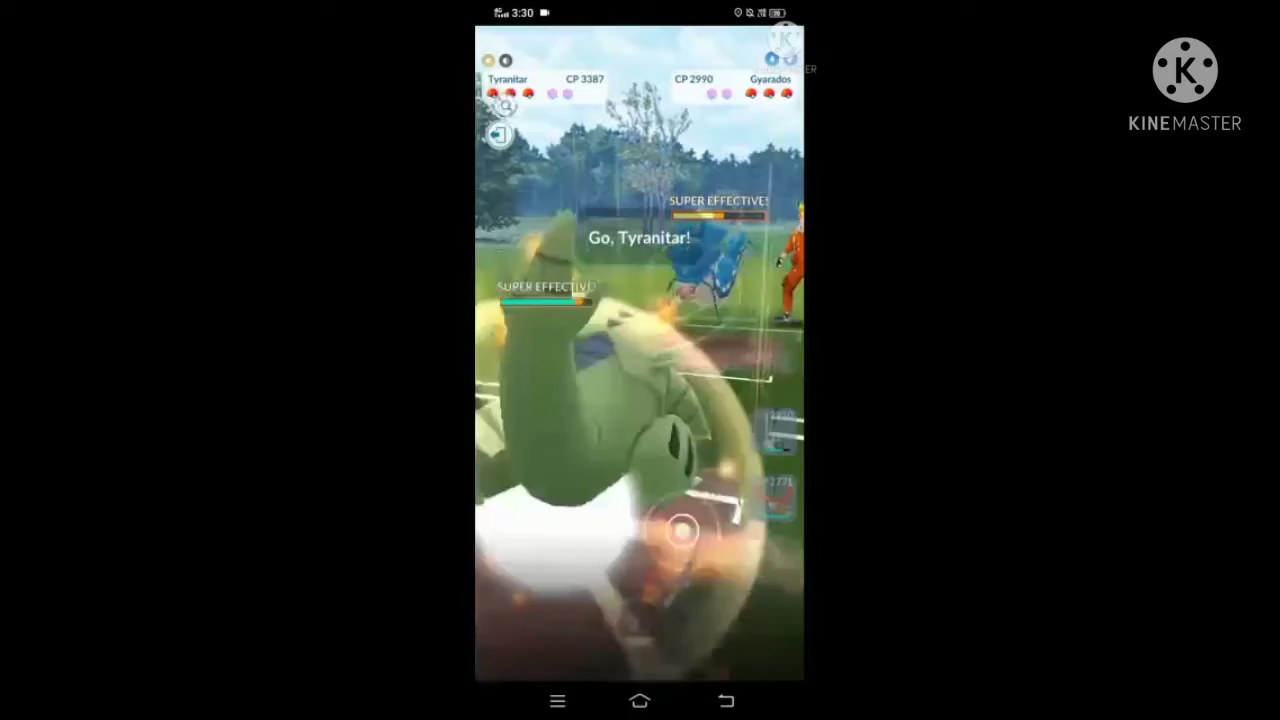 3:30
Tyranitar CP 3387
CP 2990 Gyarados
SUPER EFFECTIVE!
Go, Tyranitar!
SUPER EFFECTIVE!
K
KINEMASTER